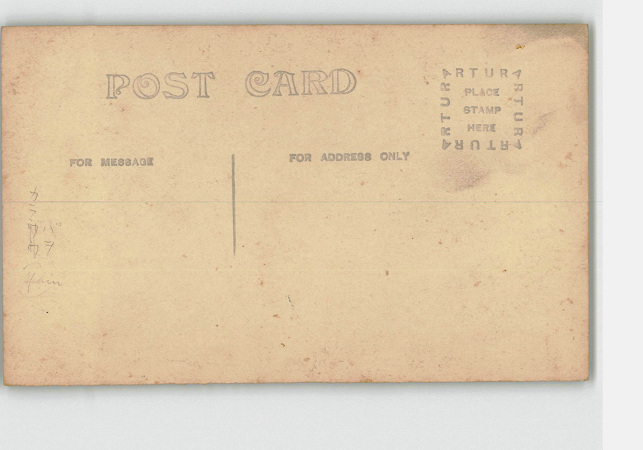 POST CARD
ARTURA
ARTURA
PLACE
STAMP
HERE
ARTURA
ARTURA
FOR MESSAGE
FOR ADDRESS ONLY